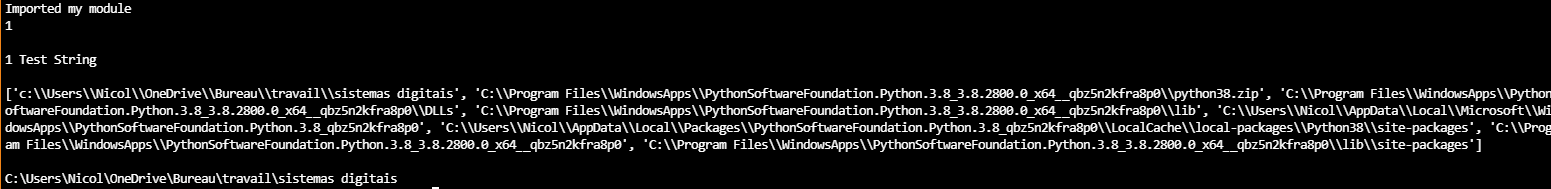 Imported my module
1
1 Test String
['c:\\Users\\Nicol\\OneDrive\\Bureau\\travail\\sistemas digitais', 'C:\\Program Files\\WindowsApps\\PythonSoftwareFoundation.Python.3.8_3.8.2800.0_x64__qbz5n2kfra8p0\\python38.zip', 'C:\\Program Files\\WindowsApps\\PythonS
oftwareFoundation.Python.3.8_3.8.2800.0_x64__qbz5n2kfra8p0\\DLLs', 'C:\\Program Files\\WindowsApps\\PythonSoftwareFoundation.Python.3.8_3.8.2800.0_x64__qbz5n2kfra8p0\\lib', 'C:\\Users\\Nicol\\AppData\\Local\\Microsoft\\Wi
dowsApps\\PythonSoftwareFoundation.Python.3.8_qbz5n2kfra8p0', 'C:\\Users\\Nicol\\AppData\\Local\\Packages\\PythonSoftwareFoundation.Python.3.8_qbz5n2kfra8p0\\LocalCache\\local-packages\\Python38\\site-packages', 'C:\\Prog
am Files\\WindowsApps\\PythonSoftwareFoundation.Python.3.8_3.8.2800.0_x64__qbz5n2kfra8p0', 'C:\\Program Files\\WindowsApps\\PythonSoftwareFoundation.Python.3.8_3.8.2800.0_x64__qbz5n2kfra8p0\\lib\\site-packages']
C:\Users\Nicol\OneDrive\Bureau\travail\sistemas digitais